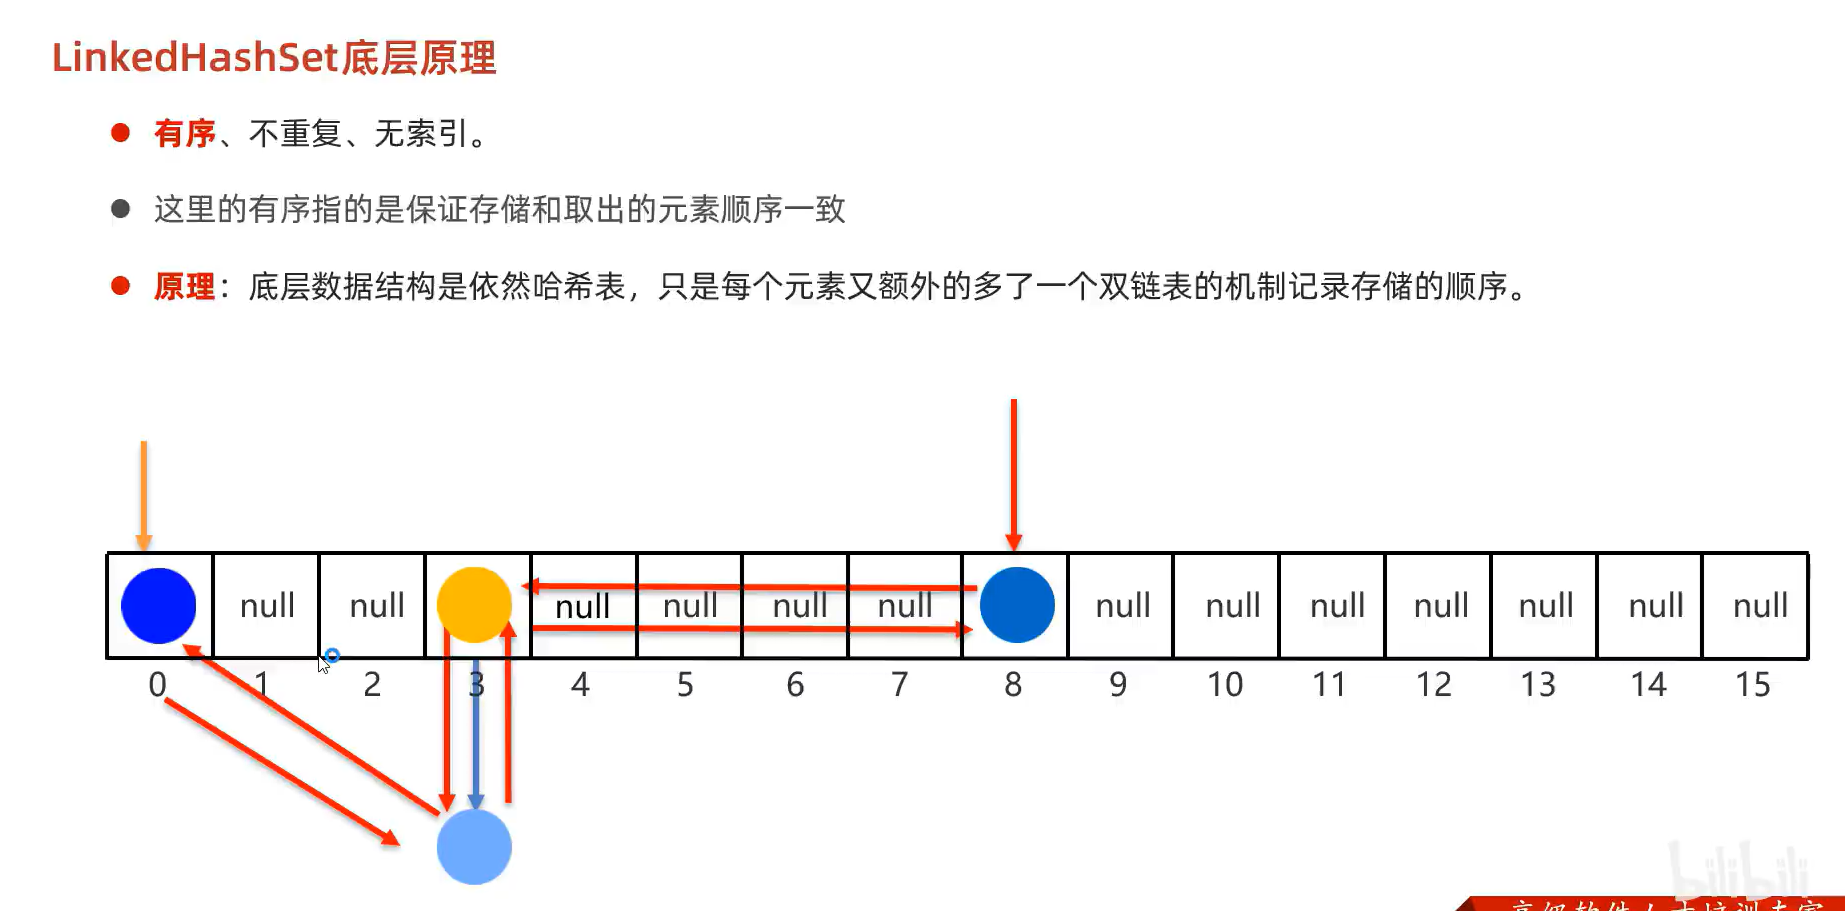 LinkedHashSet底层原理
有序、不重复、无索引。
这里的有序指的是保证存储和取出的元素顺序一致
原理：底层数据结构是依然哈希表，只是每个元素又额外的多了一个双链表的机制记录存储的顺序。
null null null null null null null null null null null null null
0 1 2 3 4 5 6 7 8 9 10 11 12 13 14 15
bilibili